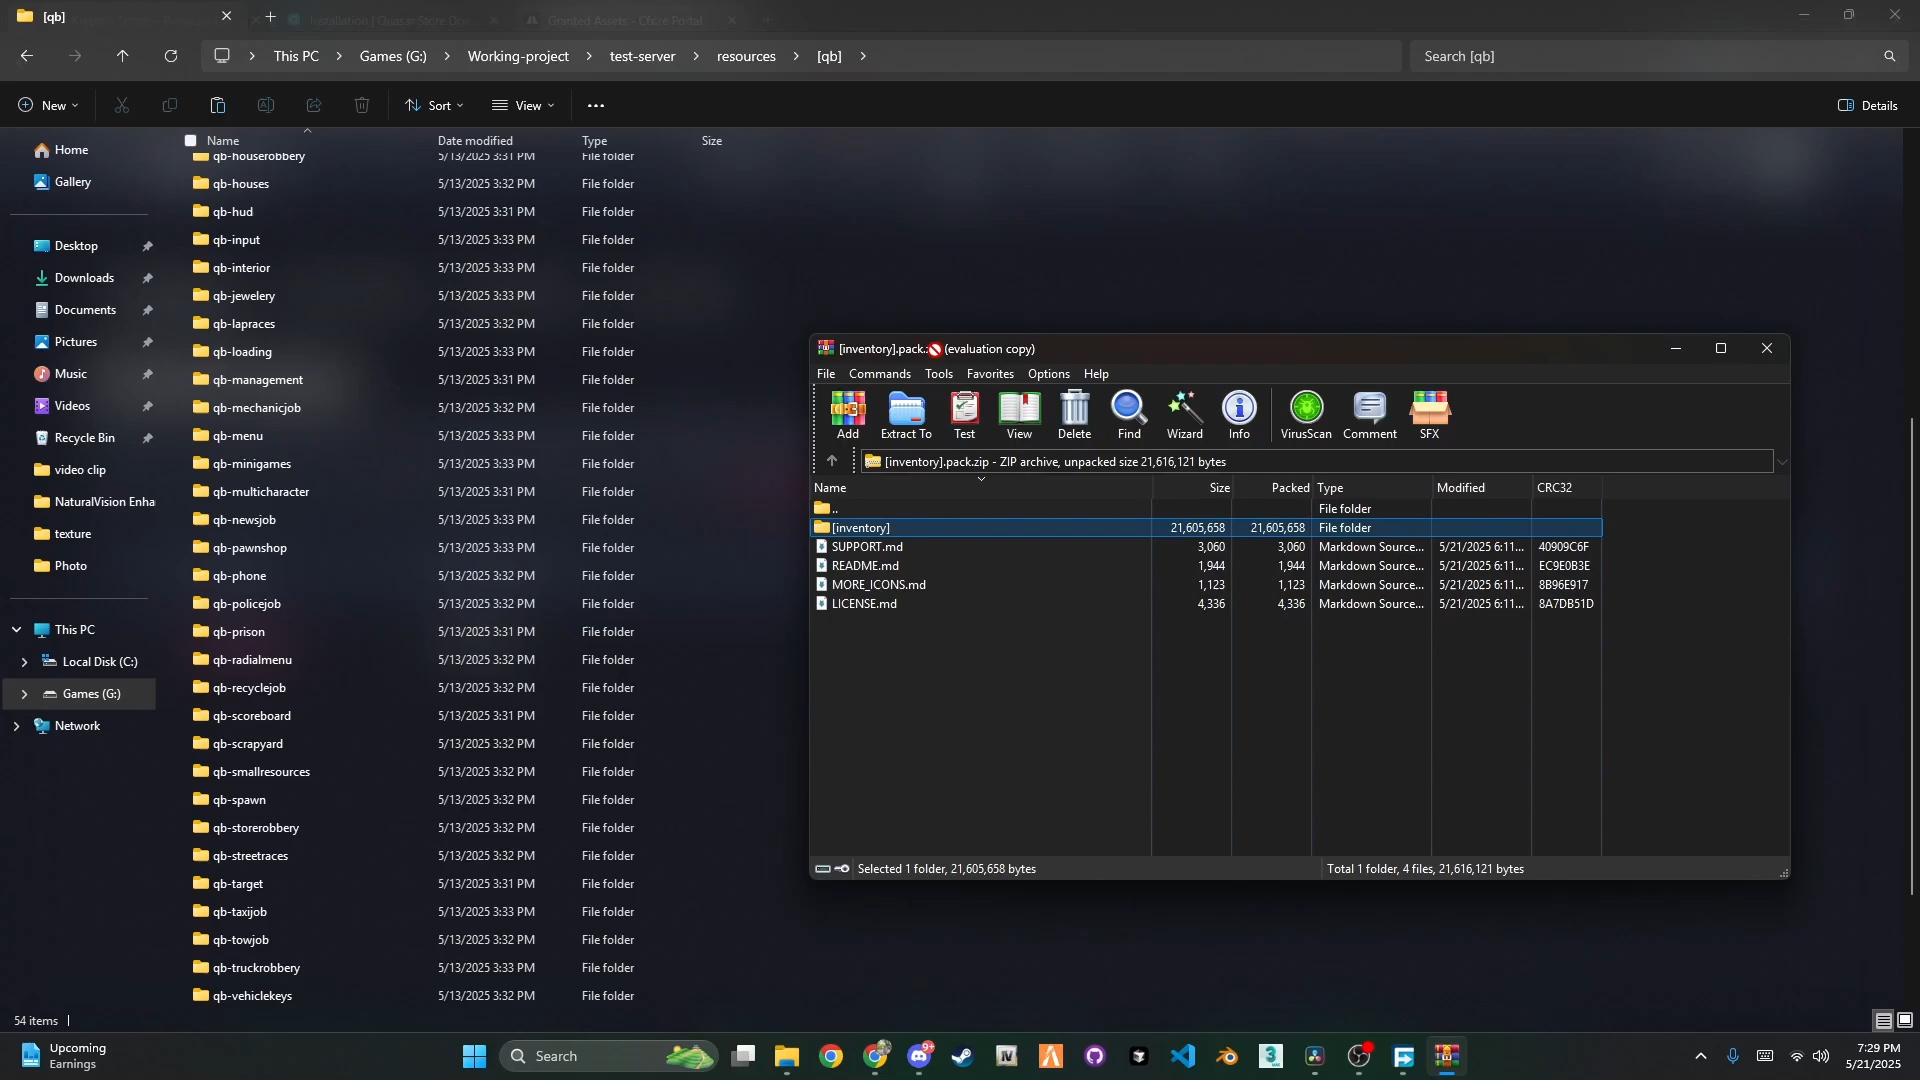 [qb]
Installation | Quasar Store Doc
Granted Assets - Cfx.re Portal
This PC
Games (G:)
Working-project
test-server
resources
[qb]
Search [qb]
New
Sort
View
Details
Name
Date modified
Type
Size
Home
Gallery
Desktop
Downloads
Documents
Pictures
Music
Videos
Recycle Bin
video clip
NaturalVision Enha
texture
Photo
This PC
Local Disk (C:)
Games (G:)
Network
qb-houserobbery 5/13/2025 3:31 PM File folder
qb-houses 5/13/2025 3:32 PM File folder
qb-hud 5/13/2025 3:31 PM File folder
qb-input 5/13/2025 3:33 PM File folder
qb-interior 5/13/2025 3:33 PM File folder
qb-jewelery 5/13/2025 3:33 PM File folder
qb-lapraces 5/13/2025 3:32 PM File folder
qb-loading 5/13/2025 3:33 PM File folder
qb-management 5/13/2025 3:31 PM File folder
qb-mechanicjob 5/13/2025 3:32 PM File folder
qb-menu 5/13/2025 3:33 PM File folder
qb-minigames 5/13/2025 3:33 PM File folder
qb-multicharacter 5/13/2025 3:31 PM File folder
qb-newsjob 5/13/2025 3:32 PM File folder
qb-pawnshop 5/13/2025 3:33 PM File folder
qb-phone 5/13/2025 3:32 PM File folder
qb-policejob 5/13/2025 3:32 PM File folder
qb-prison 5/13/2025 3:31 PM File folder
qb-radialmenu 5/13/2025 3:32 PM File folder
qb-recyclejob 5/13/2025 3:32 PM File folder
qb-scoreboard 5/13/2025 3:31 PM File folder
qb-scrapyard 5/13/2025 3:32 PM File folder
qb-smallresources 5/13/2025 3:32 PM File folder
qb-spawn 5/13/2025 3:32 PM File folder
qb-storerobbery 5/13/2025 3:32 PM File folder
qb-streetraces 5/13/2025 3:32 PM File folder
qb-target 5/13/2025 3:31 PM File folder
qb-taxijob 5/13/2025 3:33 PM File folder
qb-towjob 5/13/2025 3:32 PM File folder
qb-truckrobbery 5/13/2025 3:33 PM File folder
qb-vehiclekeys 5/13/2025 3:32 PM File folder
54 items
[inventory].pack. (evaluation copy)
File Commands Tools Favorites Options Help
Add
Extract To
Test
View
Delete
Find
Wizard
Info
VirusScan
Comment
SFX
[inventory].pack.zip - ZIP archive, unpacked size 21,616,121 bytes
Name Size Packed Type Modified CRC32
.. File folder
[inventory] 21,605,658 21,605,658 File folder
SUPPORT.md 3,060 3,060 Markdown Source... 5/21/2025 6:11... 40909C6F
README.md 1,944 1,944 Markdown Source... 5/21/2025 6:11... EC9E0B3E
MORE_ICONS.md 1,123 1,123 Markdown Source... 5/21/2025 6:11... 8B96E917
LICENSE.md 4,336 4,336 Markdown Source... 5/21/2025 6:11... 8A7DB51D
Selected 1 folder, 21,605,658 bytes
Total 1 folder, 4 files, 21,616,121 bytes
Upcoming
Earnings
Search
9+
IV
3
7:29 PM
5/21/2025